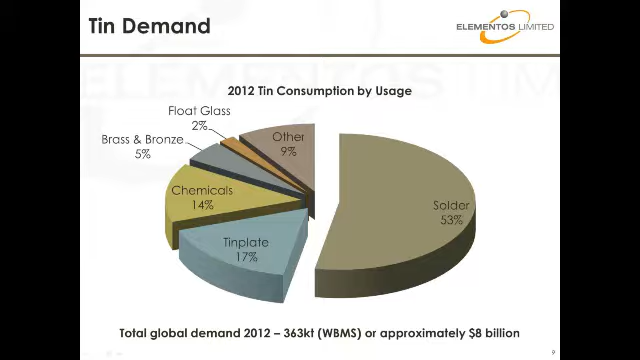 Tin Demand
ELEMENTOS LIMITED
2012 Tin Consumption by Usage
Float Glass
2%
Other
9%
Brass & Bronze
5%
Chemicals
14%
Solder
53%
Tinplate
17%
Total global demand 2012 – 363kt (WBMS) or approximately $8 billion
9